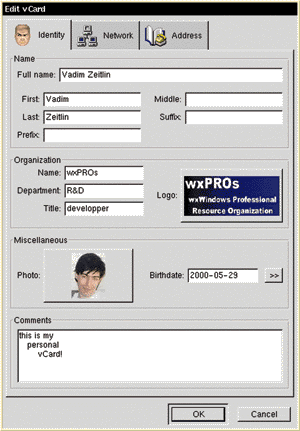 Edit vCard
Identity
Network
Address
Name
Full name: Vadim Zeitlin
First: Vadim
Middle:
Last: Zeitlin
Suffix:
Prefix:
Organization
Name: wxPROs
Department: R&D
Title: developper
Logo:
wxPROs
wxWindows Professional
Resource Organization
Miscellaneous
Photo:
Birthdate: 2000-05-29
>>
Comments
this is my
personal
vCard!
OK
Cancel